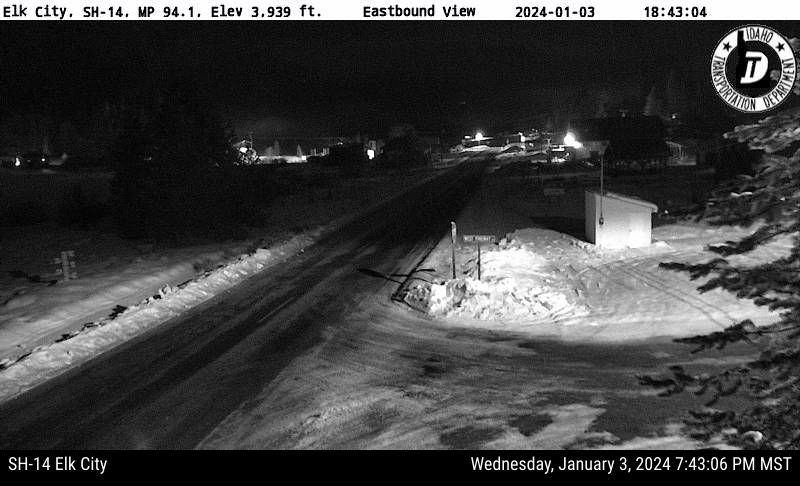 Elk City, SH-14, MP 94.1, Elev 3,939 ft. Eastbound View 2024-01-03 18:43:04
IDAHO
TRANSPORTATION DEPARTMENT
SH-14 Elk City Wednesday, January 3, 2024 7:43:06 PM MST